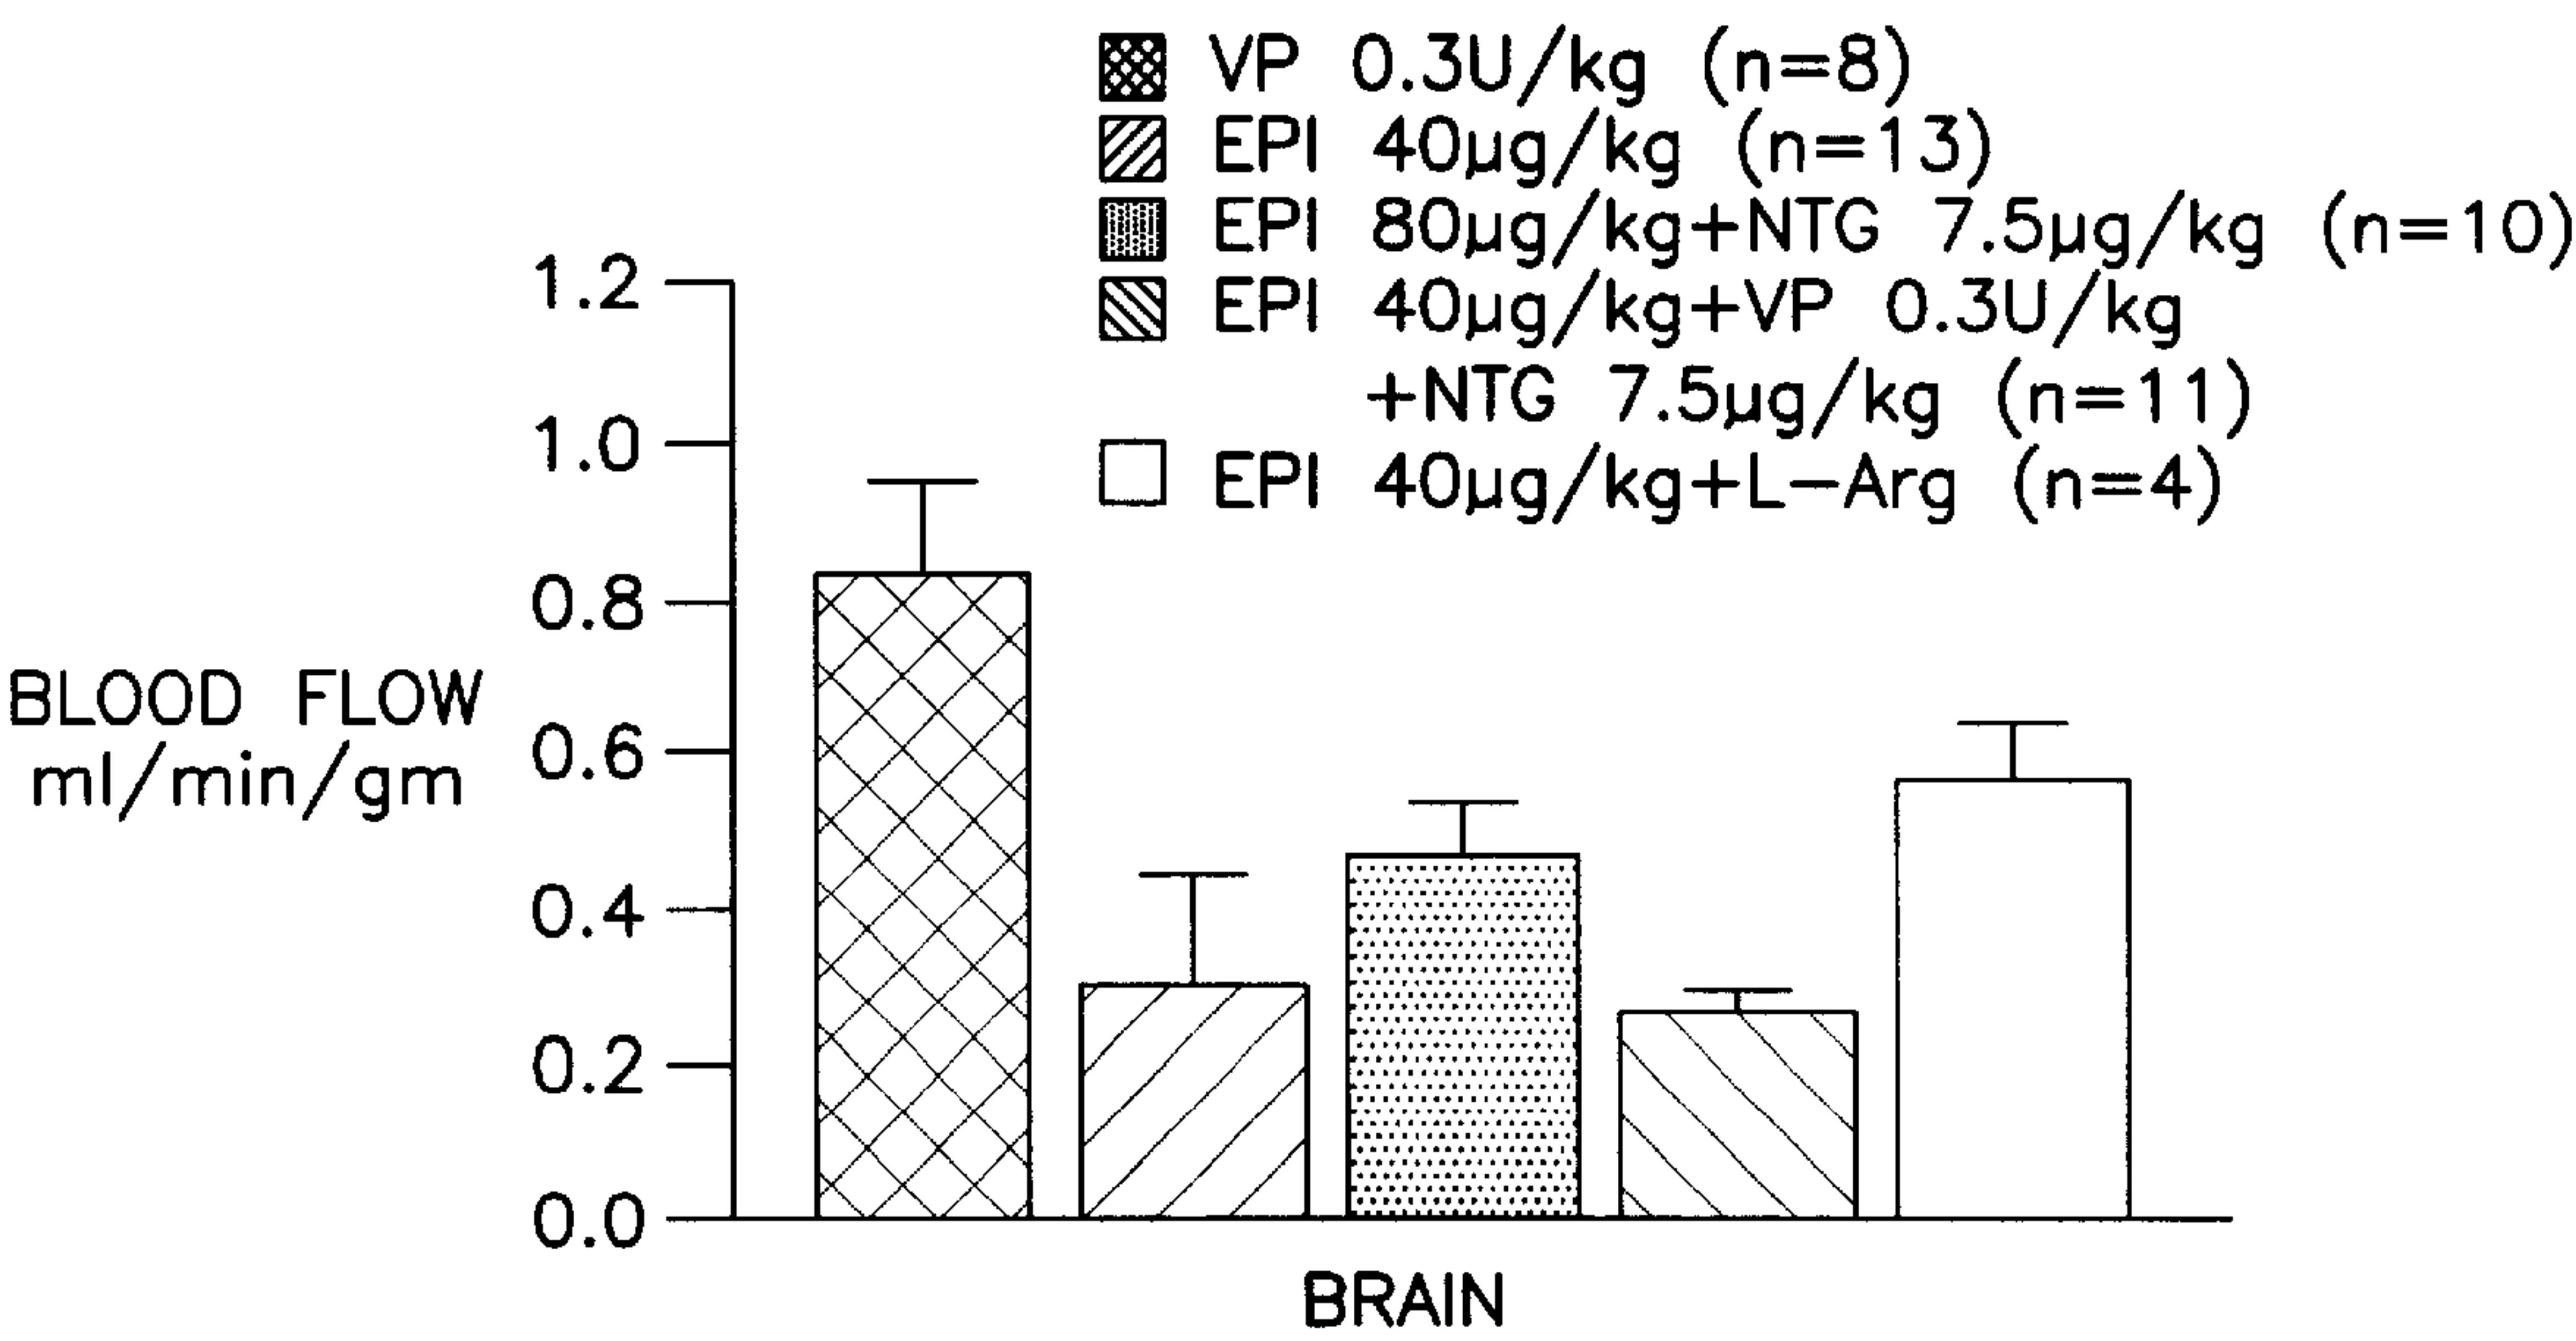 VP 0.3U/kg (n=8)
EPI 40µg/kg (n=13)
EPI 80µg/kg+NTG 7.5µg/kg (n=10)
EPI 40µg/kg+VP 0.3U/kg
+NTG 7.5µg/kg (n=11)
EPI 40µg/kg+L-Arg (n=4)
1.2
1.0
0.8
0.6
0.4
0.2
0.0
BLOOD FLOW
ml/min/gm
BRAIN